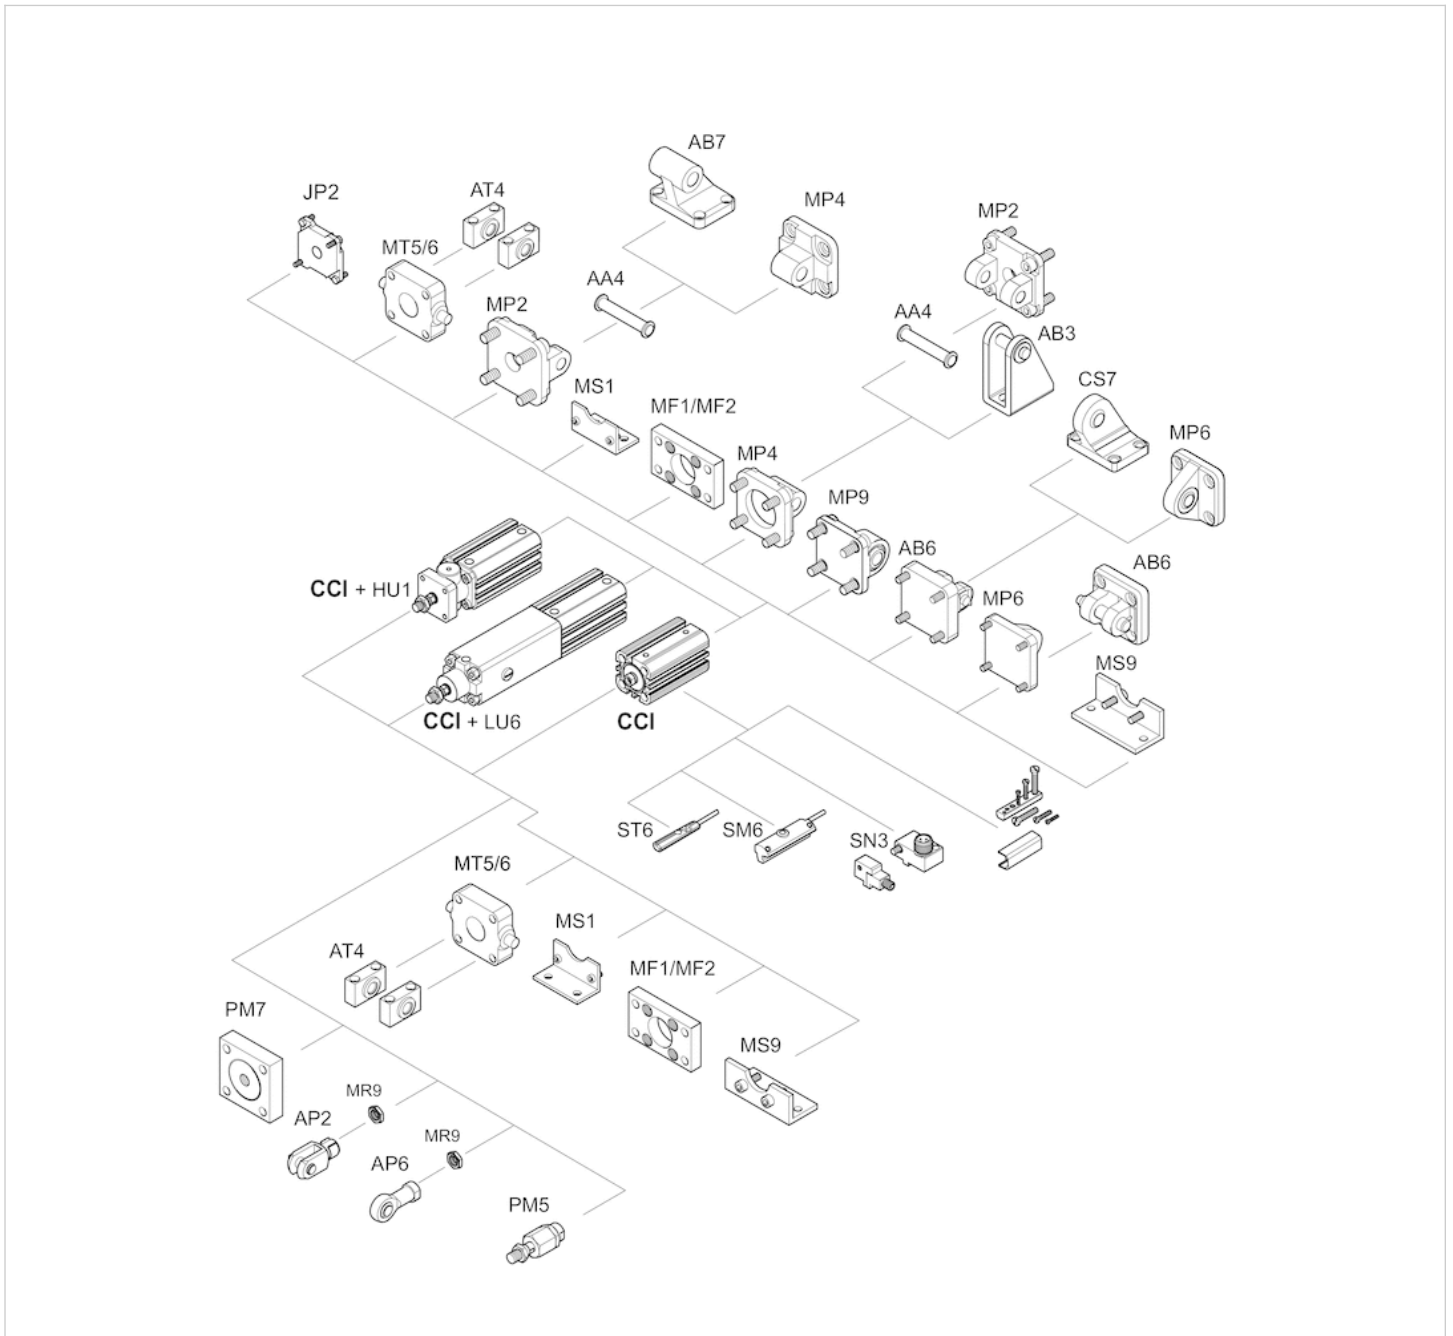 AB7
JP2
AT4
MP4
MP2
MT5/6
AA4
MP2
AA4
AB3
MS1
CS7
MF1/MF2
MP4
MP6
MP9
AB6
AB6
CCI + HU1
MP6
MS9
CCI + LU6
CCI
ST6
SM6
SN3
MT5/6
MS1
AT4
MF1/MF2
PM7
MS9
MR9
AP2
MR9
AP6
PM5